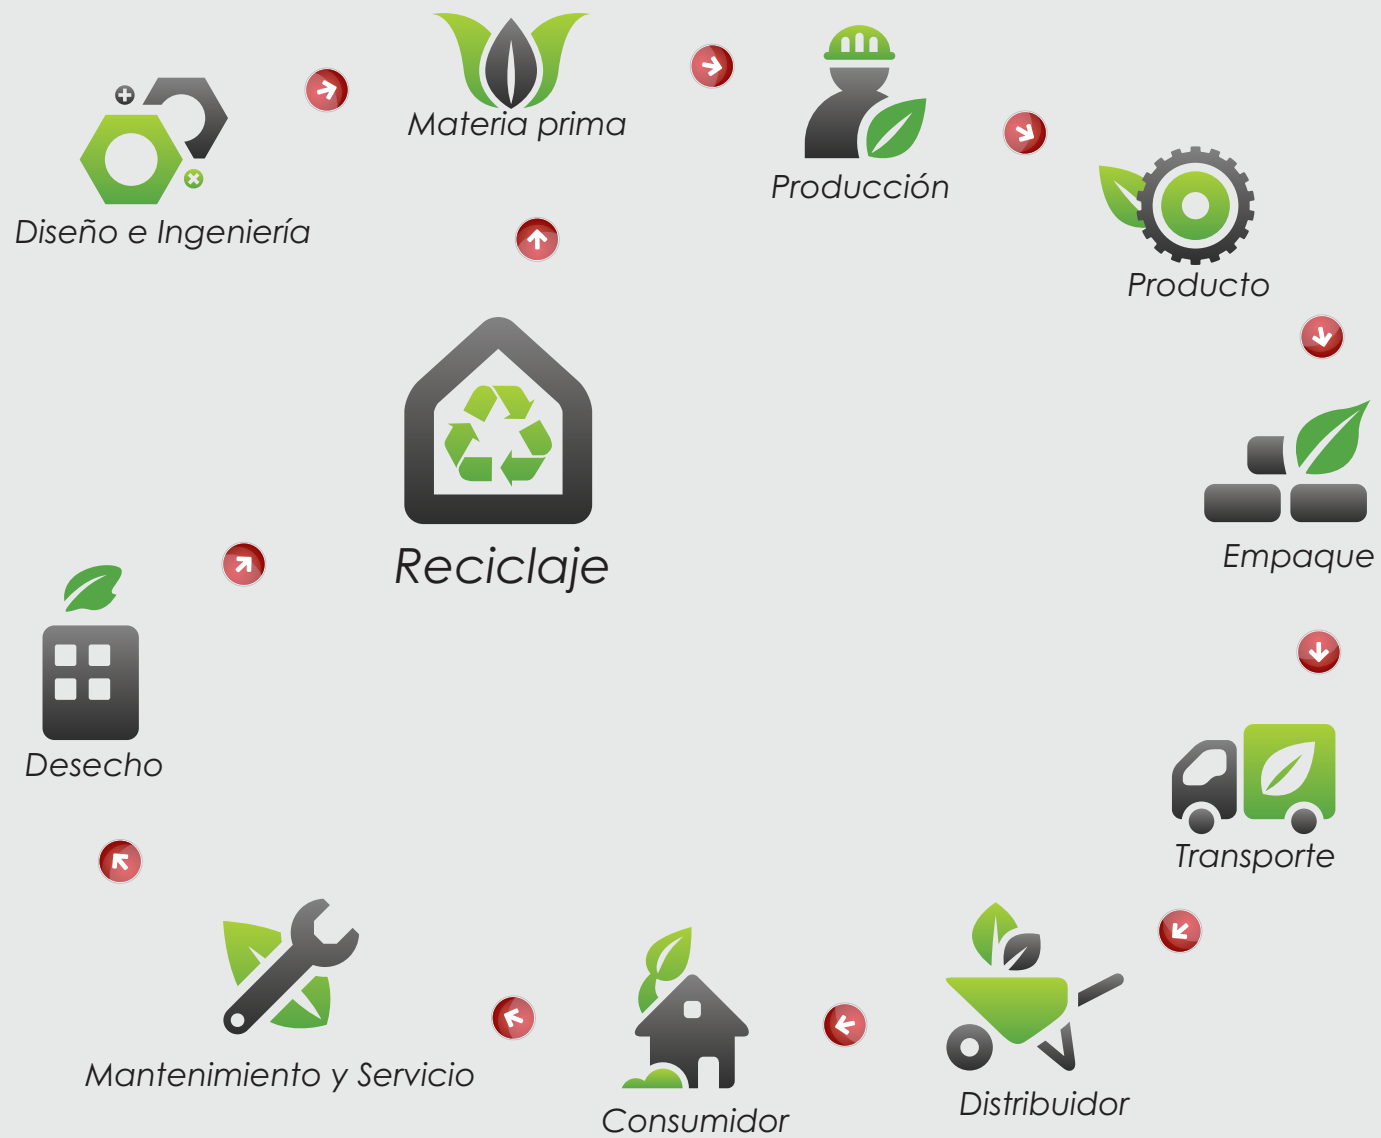 Materia prima
Producción
Diseño e Ingeniería
Producto
Reciclaje
Empaque
Desecho
Transporte
Mantenimiento y Servicio
Consumidor
Distribuidor